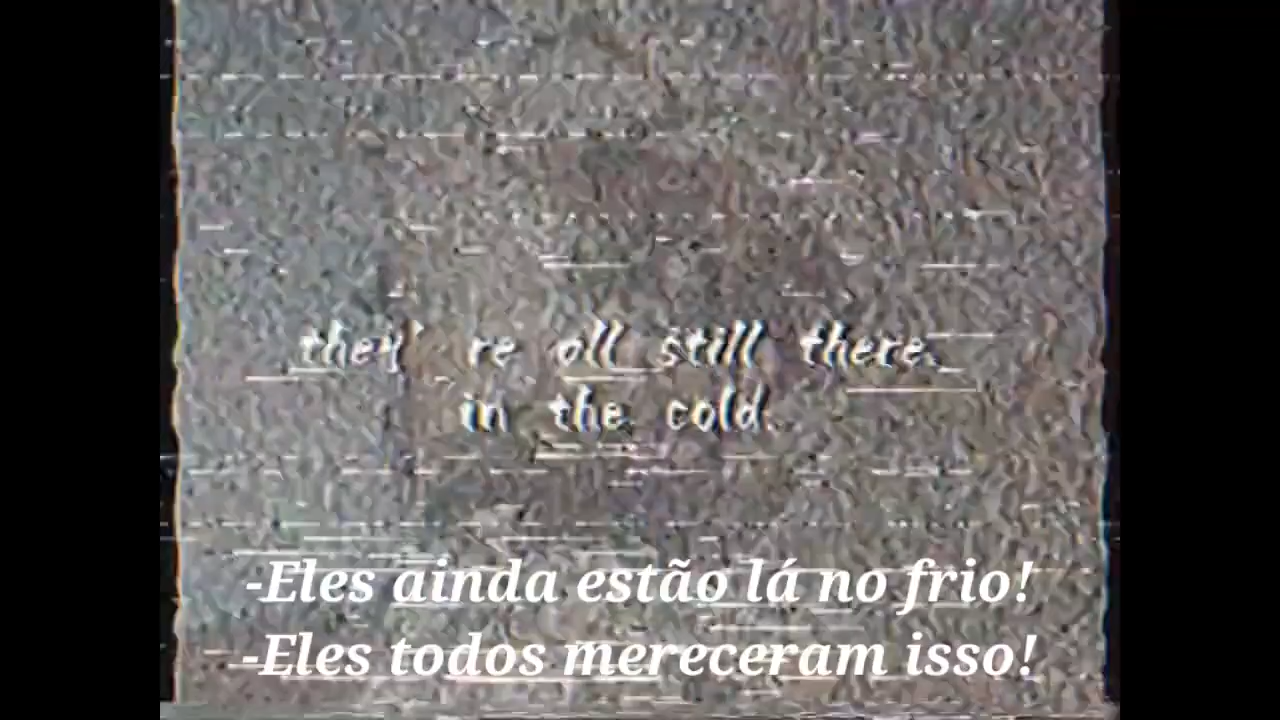 they're all still there.
in the cold.
-Eles ainda estão lá no frio!
-Eles todos mereceram isso!